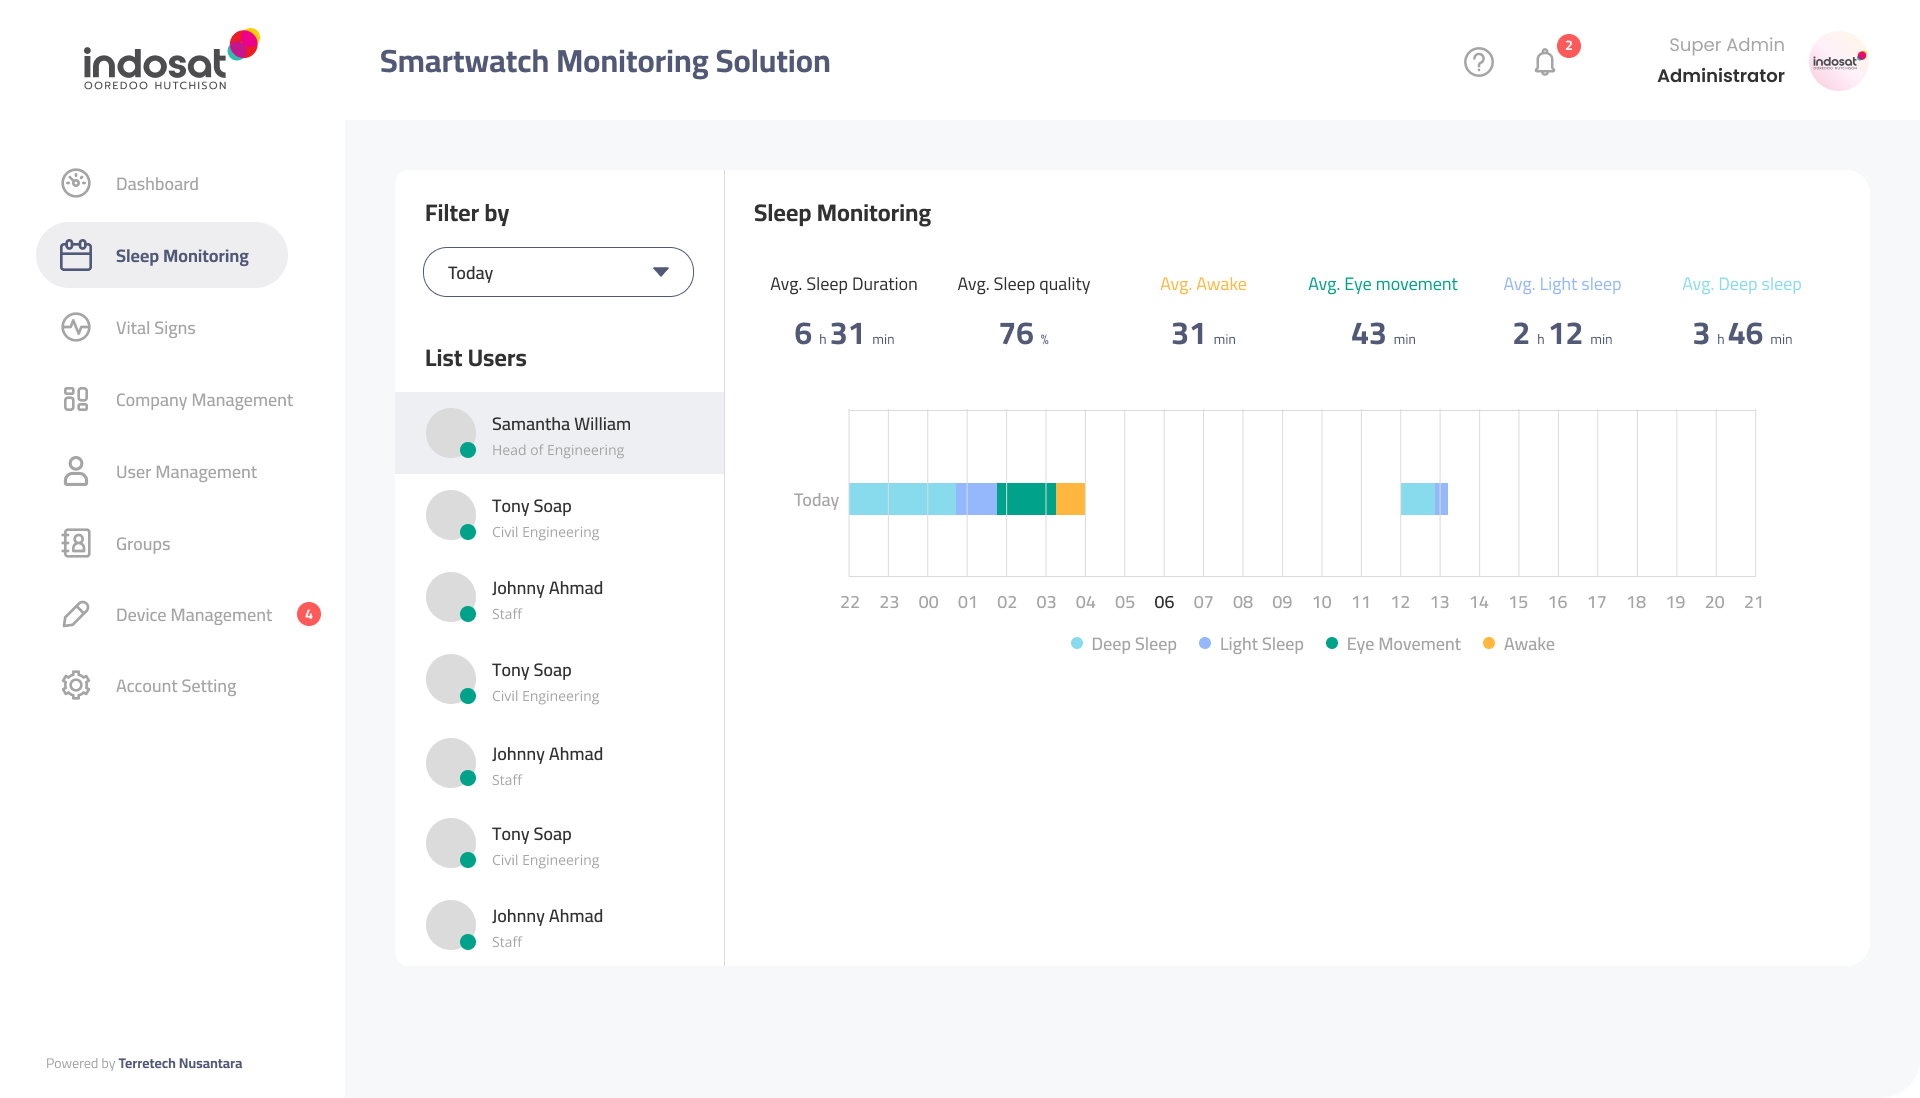 indosat
OOREDOO HUTCHISON
Smartwatch Monitoring Solution
2
Super Admin
Administrator
indosat
OOREDOO HUTCHISON
Dashboard
Sleep Monitoring
Vital Signs
Company Management
User Management
Groups
Device Management 4
Account Setting
Powered by Terretech Nusantara
Filter by
Today
List Users
Samantha William
Head of Engineering
Tony Soap
Civil Engineering
Johnny Ahmad
Staff
Tony Soap
Civil Engineering
Johnny Ahmad
Staff
Tony Soap
Civil Engineering
Johnny Ahmad
Staff
Sleep Monitoring
Avg. Sleep Duration Avg. Sleep quality Avg. Awake Avg. Eye movement Avg. Light sleep Avg. Deep sleep
6 h 31 min 76 % 31 min 43 min 2 h 12 min 3 h 46 min
Today
22 23 00 01 02 03 04 05 06 07 08 09 10 11 12 13 14 15 16 17 18 19 20 21
Deep Sleep Light Sleep Eye Movement Awake